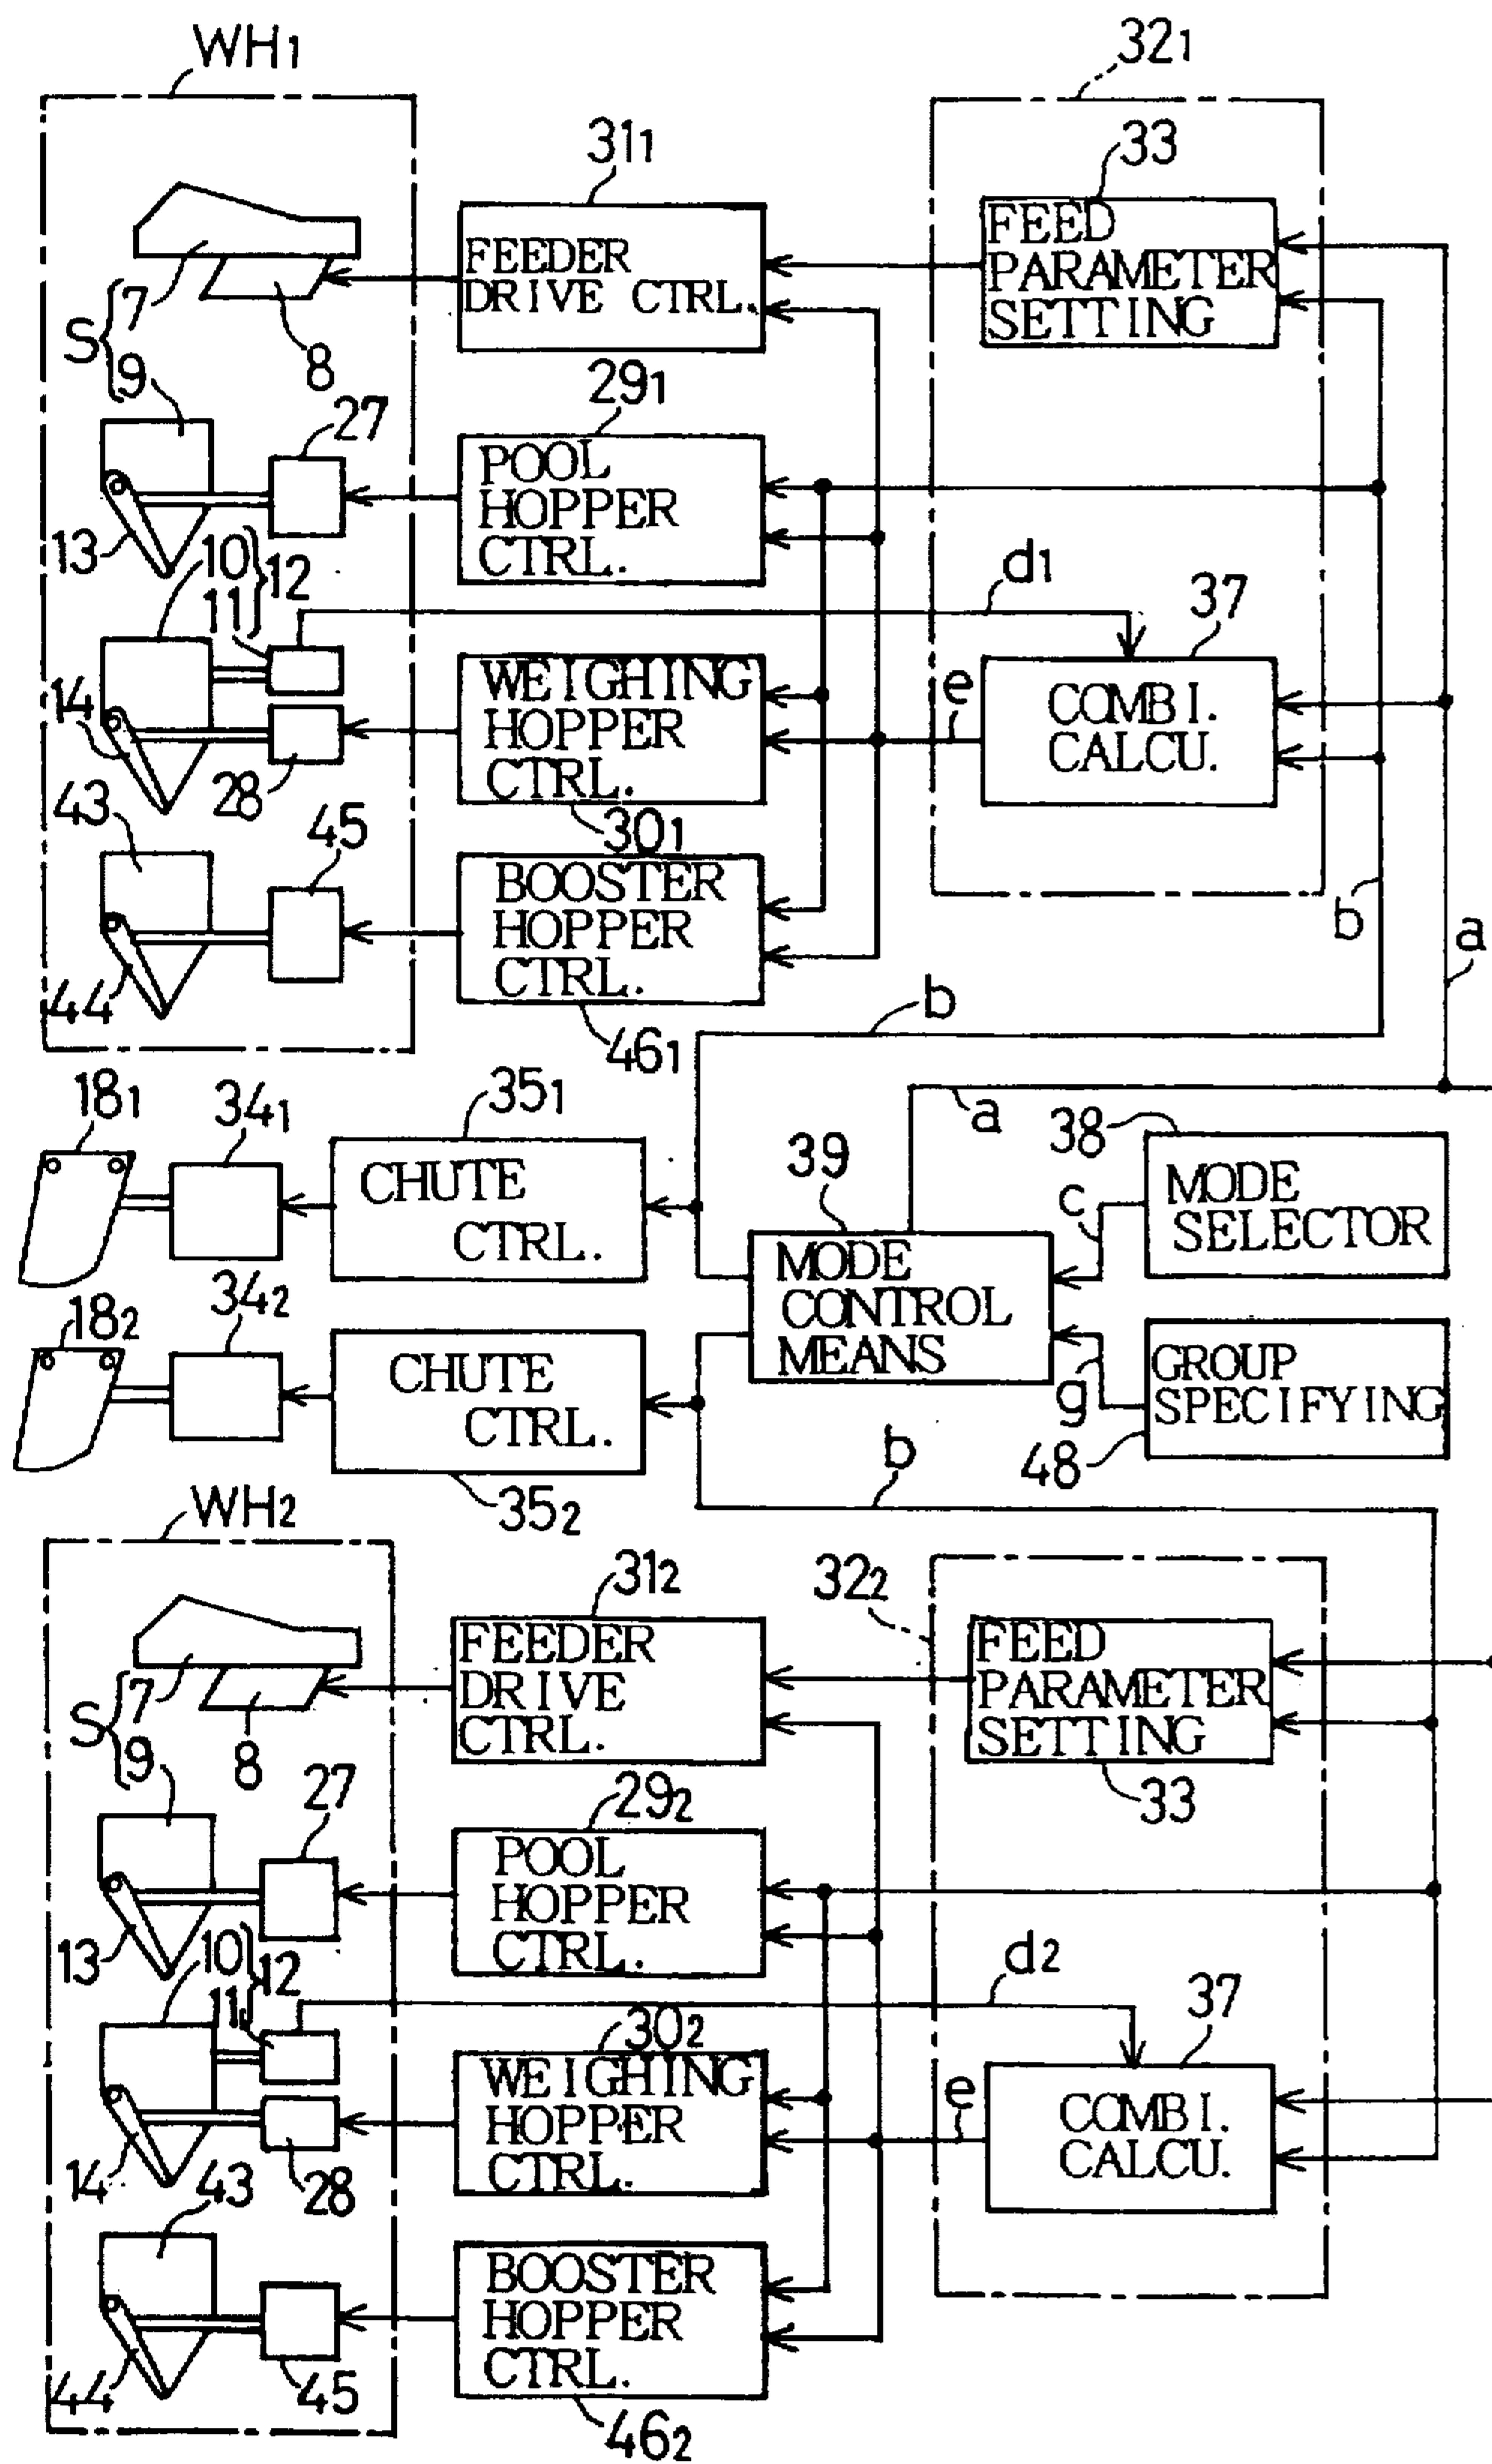 WH1
321
311
33
FEEDER
DRIVE CTRL.
FEED
PARAMETER
SETTING
S
7
8
9
291
27
POOL
HOPPER
CTRL.
13
10
11
12
d1
37
WEIGHING
HOPPER
CTRL.
e
COMBI.
CALCU.
14
28
301
43
45
BOOSTER
HOPPER
CTRL.
44
461
b
a
b
a
181
341
351
CHUTE
CTRL.
39
38
MODE
SELECTOR
c
MODE
CONTROL
MEANS
182
342
CHUTE
CTRL.
352
g
GROUP
SPECIFYING
48
b
WH2
322
312
FEEDER
DRIVE
CTRL.
FEED
PARAMETER
SETTING
33
S
7
8
9
292
27
POOL
HOPPER
CTRL.
13
10
11
12
d2
37
302
WEIGHING
HOPPER
CTRL.
e
COMBI.
CALCU.
14
28
43
BOOSTER
HOPPER
CTRL.
44
45
462